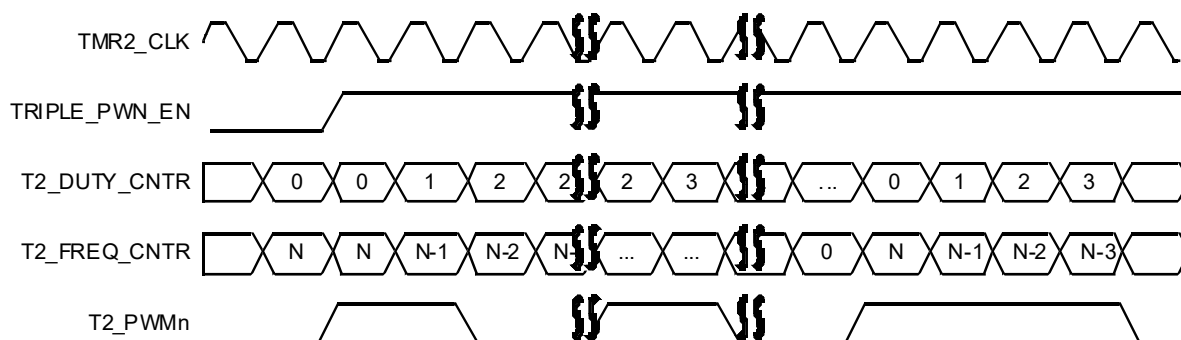 TMR2_CLK
TRIPLE_PWN_EN
T2_DUTY_CNTR 0 0 1 2 2 2 3 ... 0 1 2 3
T2_FREQ_CNTR N N N-1 N-2 N- ... ... 0 N N-1 N-2 N-3
T2_PWMn